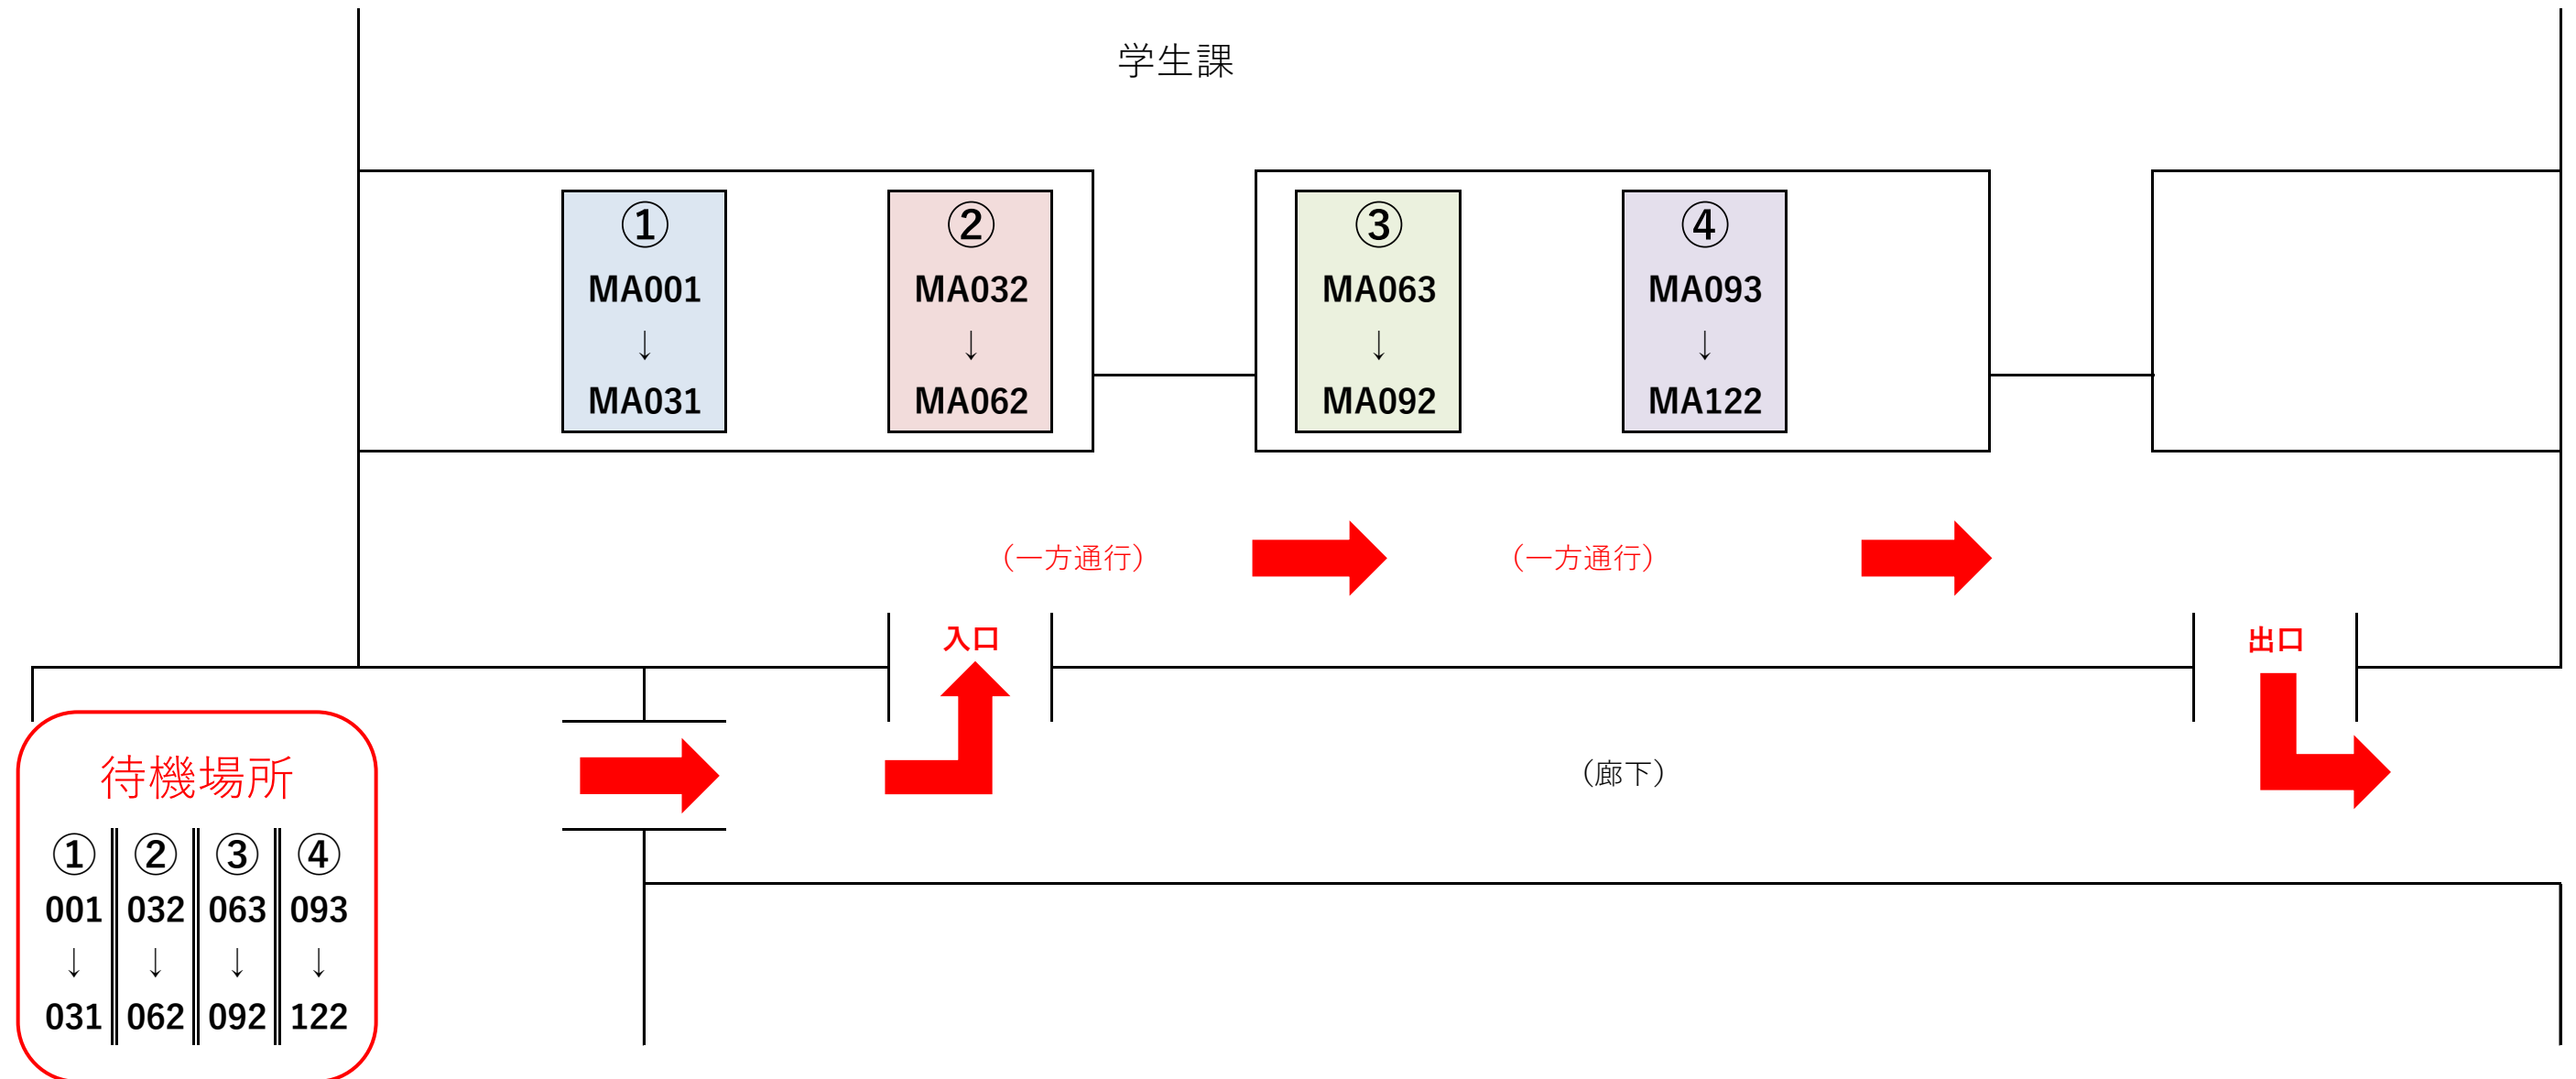 学生課
①
MA001
↓
MA031
②
MA032
↓
MA062
③
MA063
↓
MA092
④
MA093
↓
MA122
（一方通行）
（一方通行）
入口
出口
（廊下）
待機場所
① ② ③ ④
001 032 063 093
↓ ↓ ↓ ↓
031 062 092 122